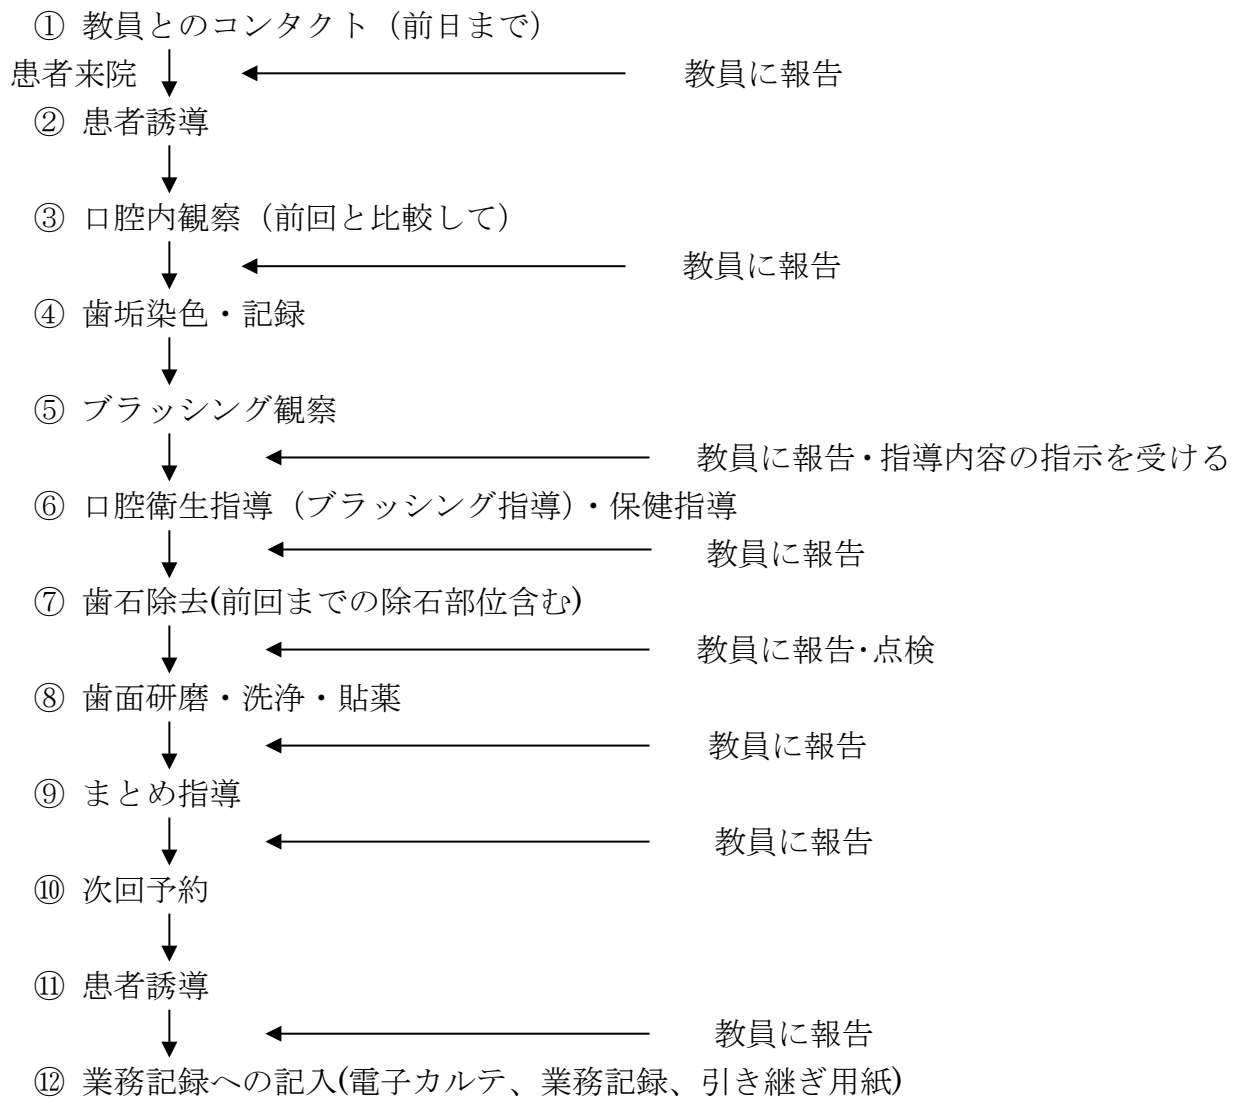 ① 教員とのコンタクト（前日まで）
患者来院 教員に報告
② 患者誘導
③ 口腔内観察（前回と比較して）
教員に報告
④ 歯垢染色・記録
⑤ ブラッシング観察
教員に報告・指導内容の指示を受ける
⑥ 口腔衛生指導（ブラッシング指導）・保健指導
教員に報告
⑦ 歯石除去(前回までの除石部位含む)
教員に報告・点検
⑧ 歯面研磨・洗浄・貼薬
教員に報告
⑨ まとめ指導
教員に報告
⑩ 次回予約
⑪ 患者誘導
教員に報告
⑫ 業務記録への記入(電子カルテ、業務記録、引き継ぎ用紙)